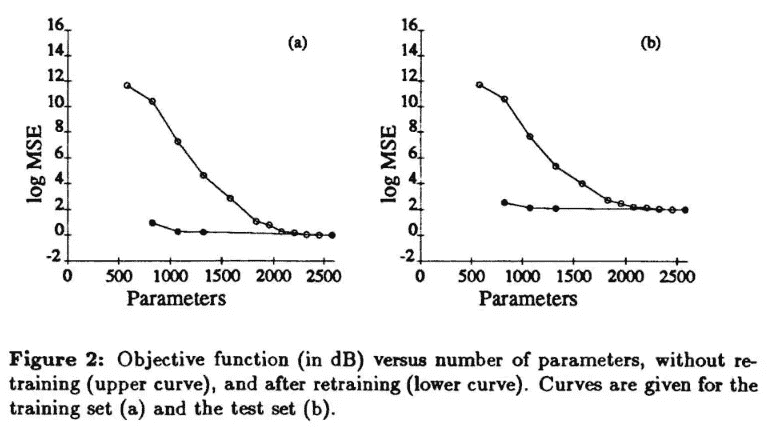 (a)
log MSE
16
14
12
10
8
6
4
2
0
-2
0 500 1000 1500 2000 2500
Parameters
(b)
log MSE
16
14
12
10
8
6
4
2
0
-2
0 500 1000 1500 2000 2500
Parameters
Figure 2: Objective function (in dB) versus number of parameters, without re-
training (upper curve), and after retraining (lower curve). Curves are given for the
training set (a) and the test set (b).